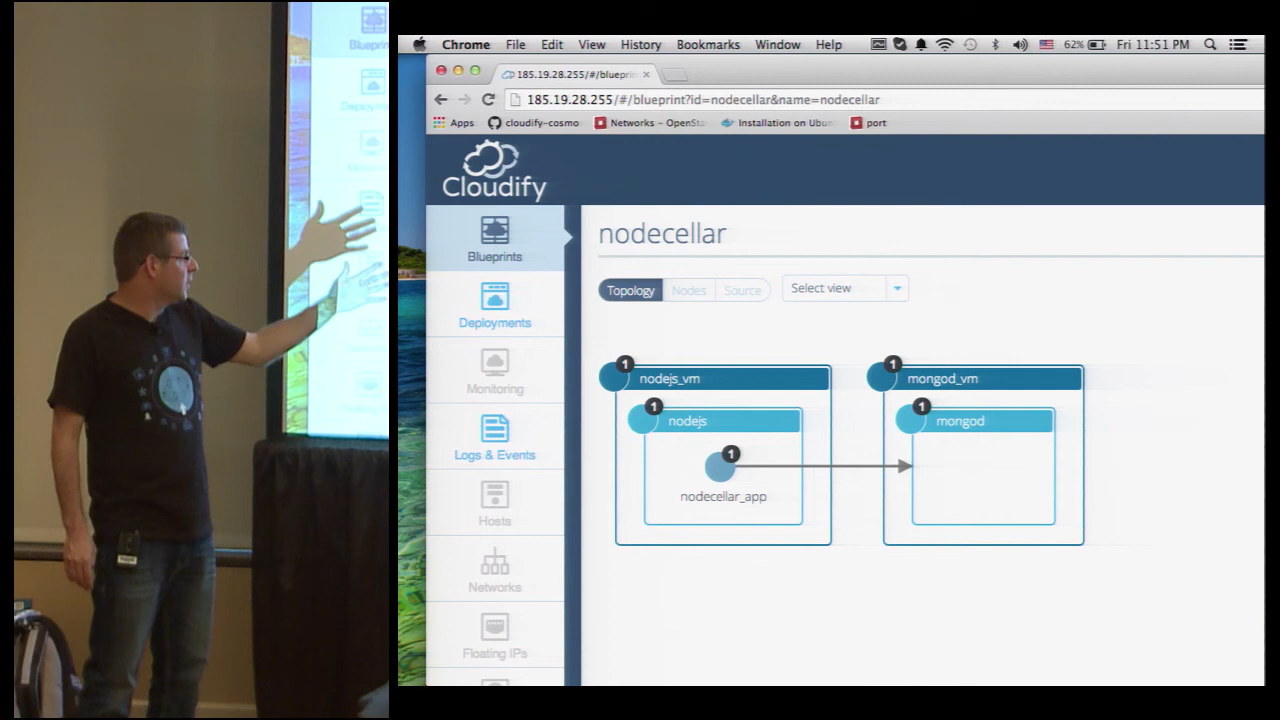 Chrome File Edit View History Bookmarks Window Help 62% Fri 11:51 PM
185.19.28.255/#/bluepri
185.19.28.255/#/blueprint?id=nodecellar&name=nodecellar
Apps cloudify-cosmo Networks - OpenSta Installation on Ubun port
Cloudify
Blueprints
Deployments
Monitoring
Logs & Events
Hosts
Networks
Floating IPs
nodecellar
Topology Nodes Source Select view
1 1
nodejs_vm mongod_vm
1 1
nodejs mongod
1
nodecellar_app
Blueprin
Deploym